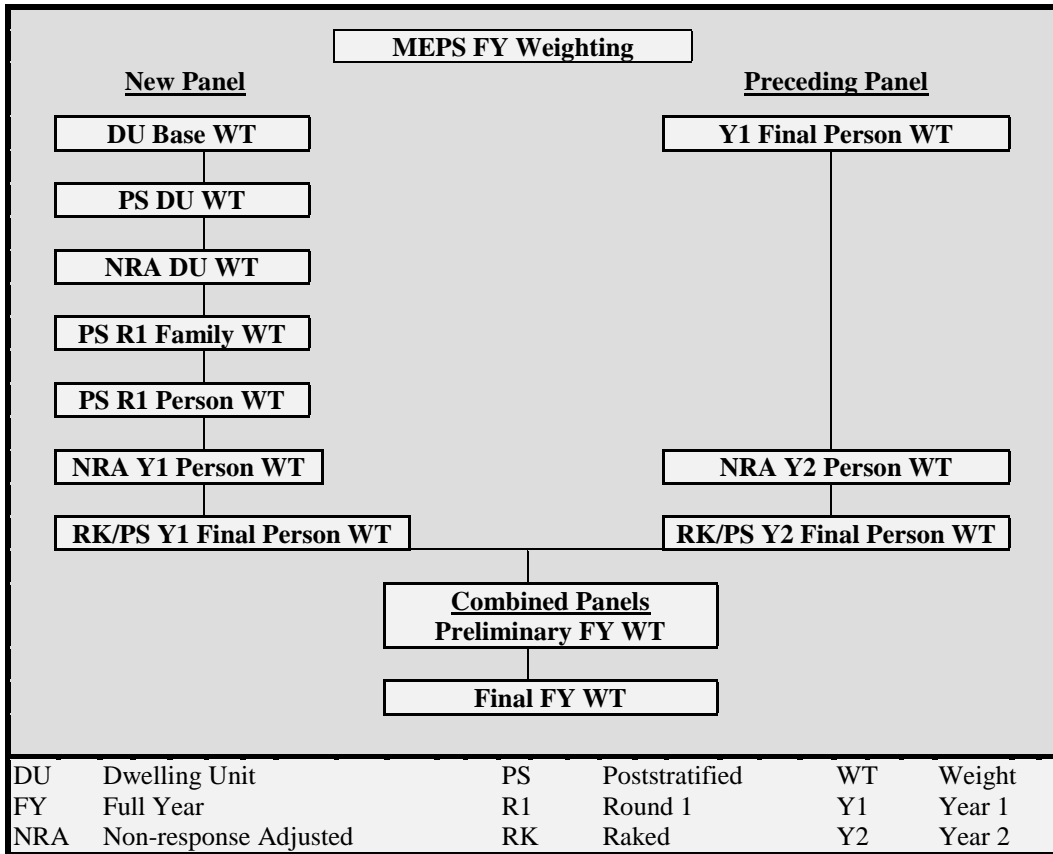 MEPS FY Weighting
New Panel
Preceding Panel
DU Base WT
Y1 Final Person WT
PS DU WT
NRA DU WT
PS R1 Family WT
PS R1 Person WT
NRA Y1 Person WT
NRA Y2 Person WT
RK/PS Y1 Final Person WT
RK/PS Y2 Final Person WT
Combined Panels
Preliminary FY WT
Final FY WT
DU Dwelling Unit PS Poststratified WT Weight
FY Full Year R1 Round 1 Y1 Year 1
NRA Non-response Adjusted RK Raked Y2 Year 2